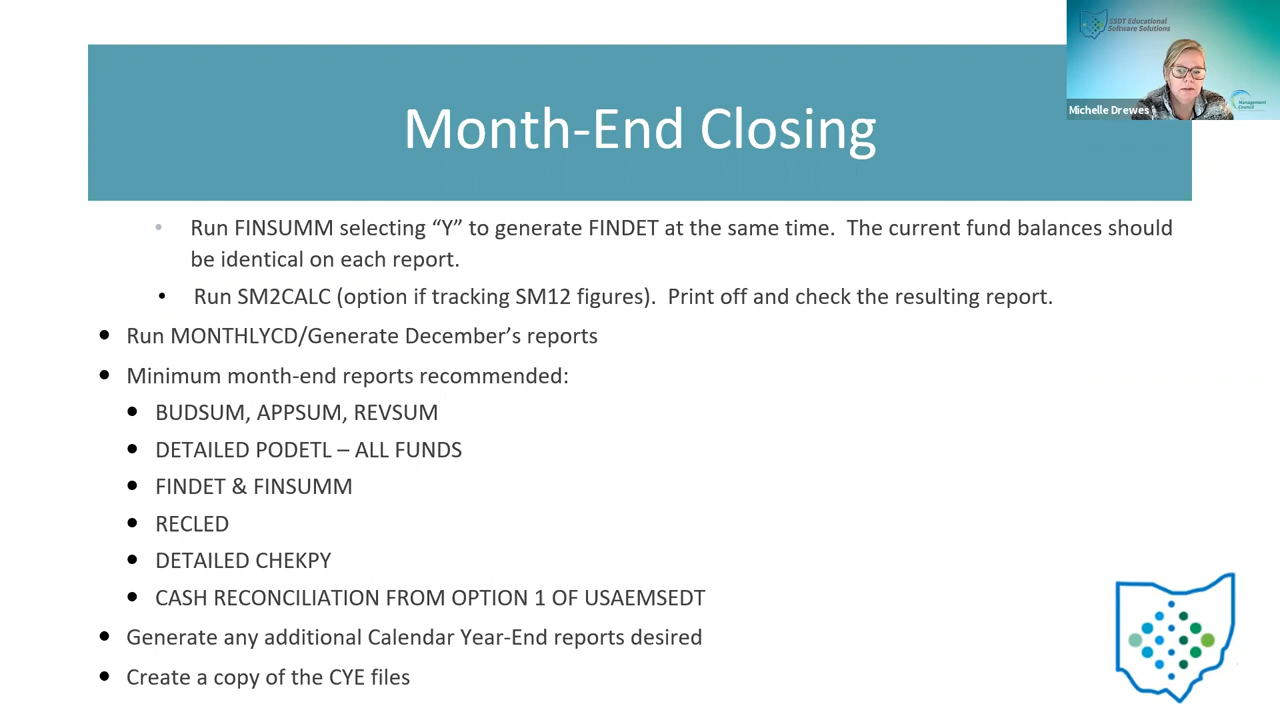 SSDT Educational
Software Solutions
Michelle Drewes
Management
Council
Month-End Closing
• Run FINSUMM selecting “Y” to generate FINDET at the same time. The current fund balances should
be identical on each report.
• Run SM2CALC (option if tracking SM12 figures). Print off and check the resulting report.
• Run MONTHLYCD/Generate December’s reports
• Minimum month-end reports recommended:
• BUDSUM, APPSUM, REVSUM
• DETAILED PODETL – ALL FUNDS
• FINDET & FINSUMM
• RECLED
• DETAILED CHEKPY
• CASH RECONCILIATION FROM OPTION 1 OF USAEMSEDT
• Generate any additional Calendar Year-End reports desired
• Create a copy of the CYE files